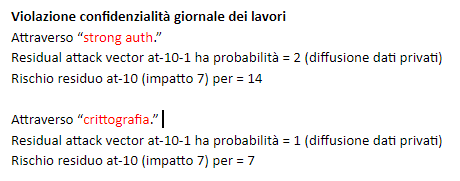 Violazione confidenzialità giornale dei lavori
Attraverso “strong auth.”
Residual attack vector at-10-1 ha probabilità = 2 (diffusione dati privati)
Rischio residuo at-10 (impatto 7) per = 14
Attraverso “crittografia.”
Residual attack vector at-10-1 ha probabilità = 1 (diffusione dati privati)
Rischio residuo at-10 (impatto 7) per = 7